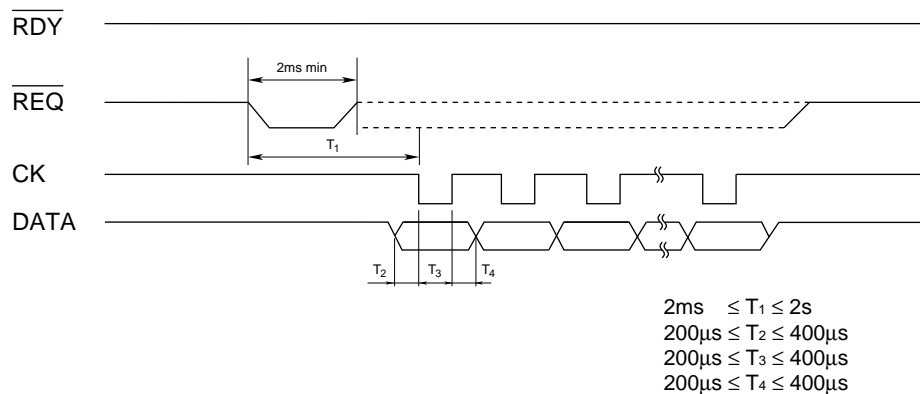 RDY
2ms min
REQ
T1
CK
DATA
T2 T3 T4
2ms ≤ T1 ≤ 2s
200μs ≤ T2 ≤ 400μs
200μs ≤ T3 ≤ 400μs
200μs ≤ T4 ≤ 400μs